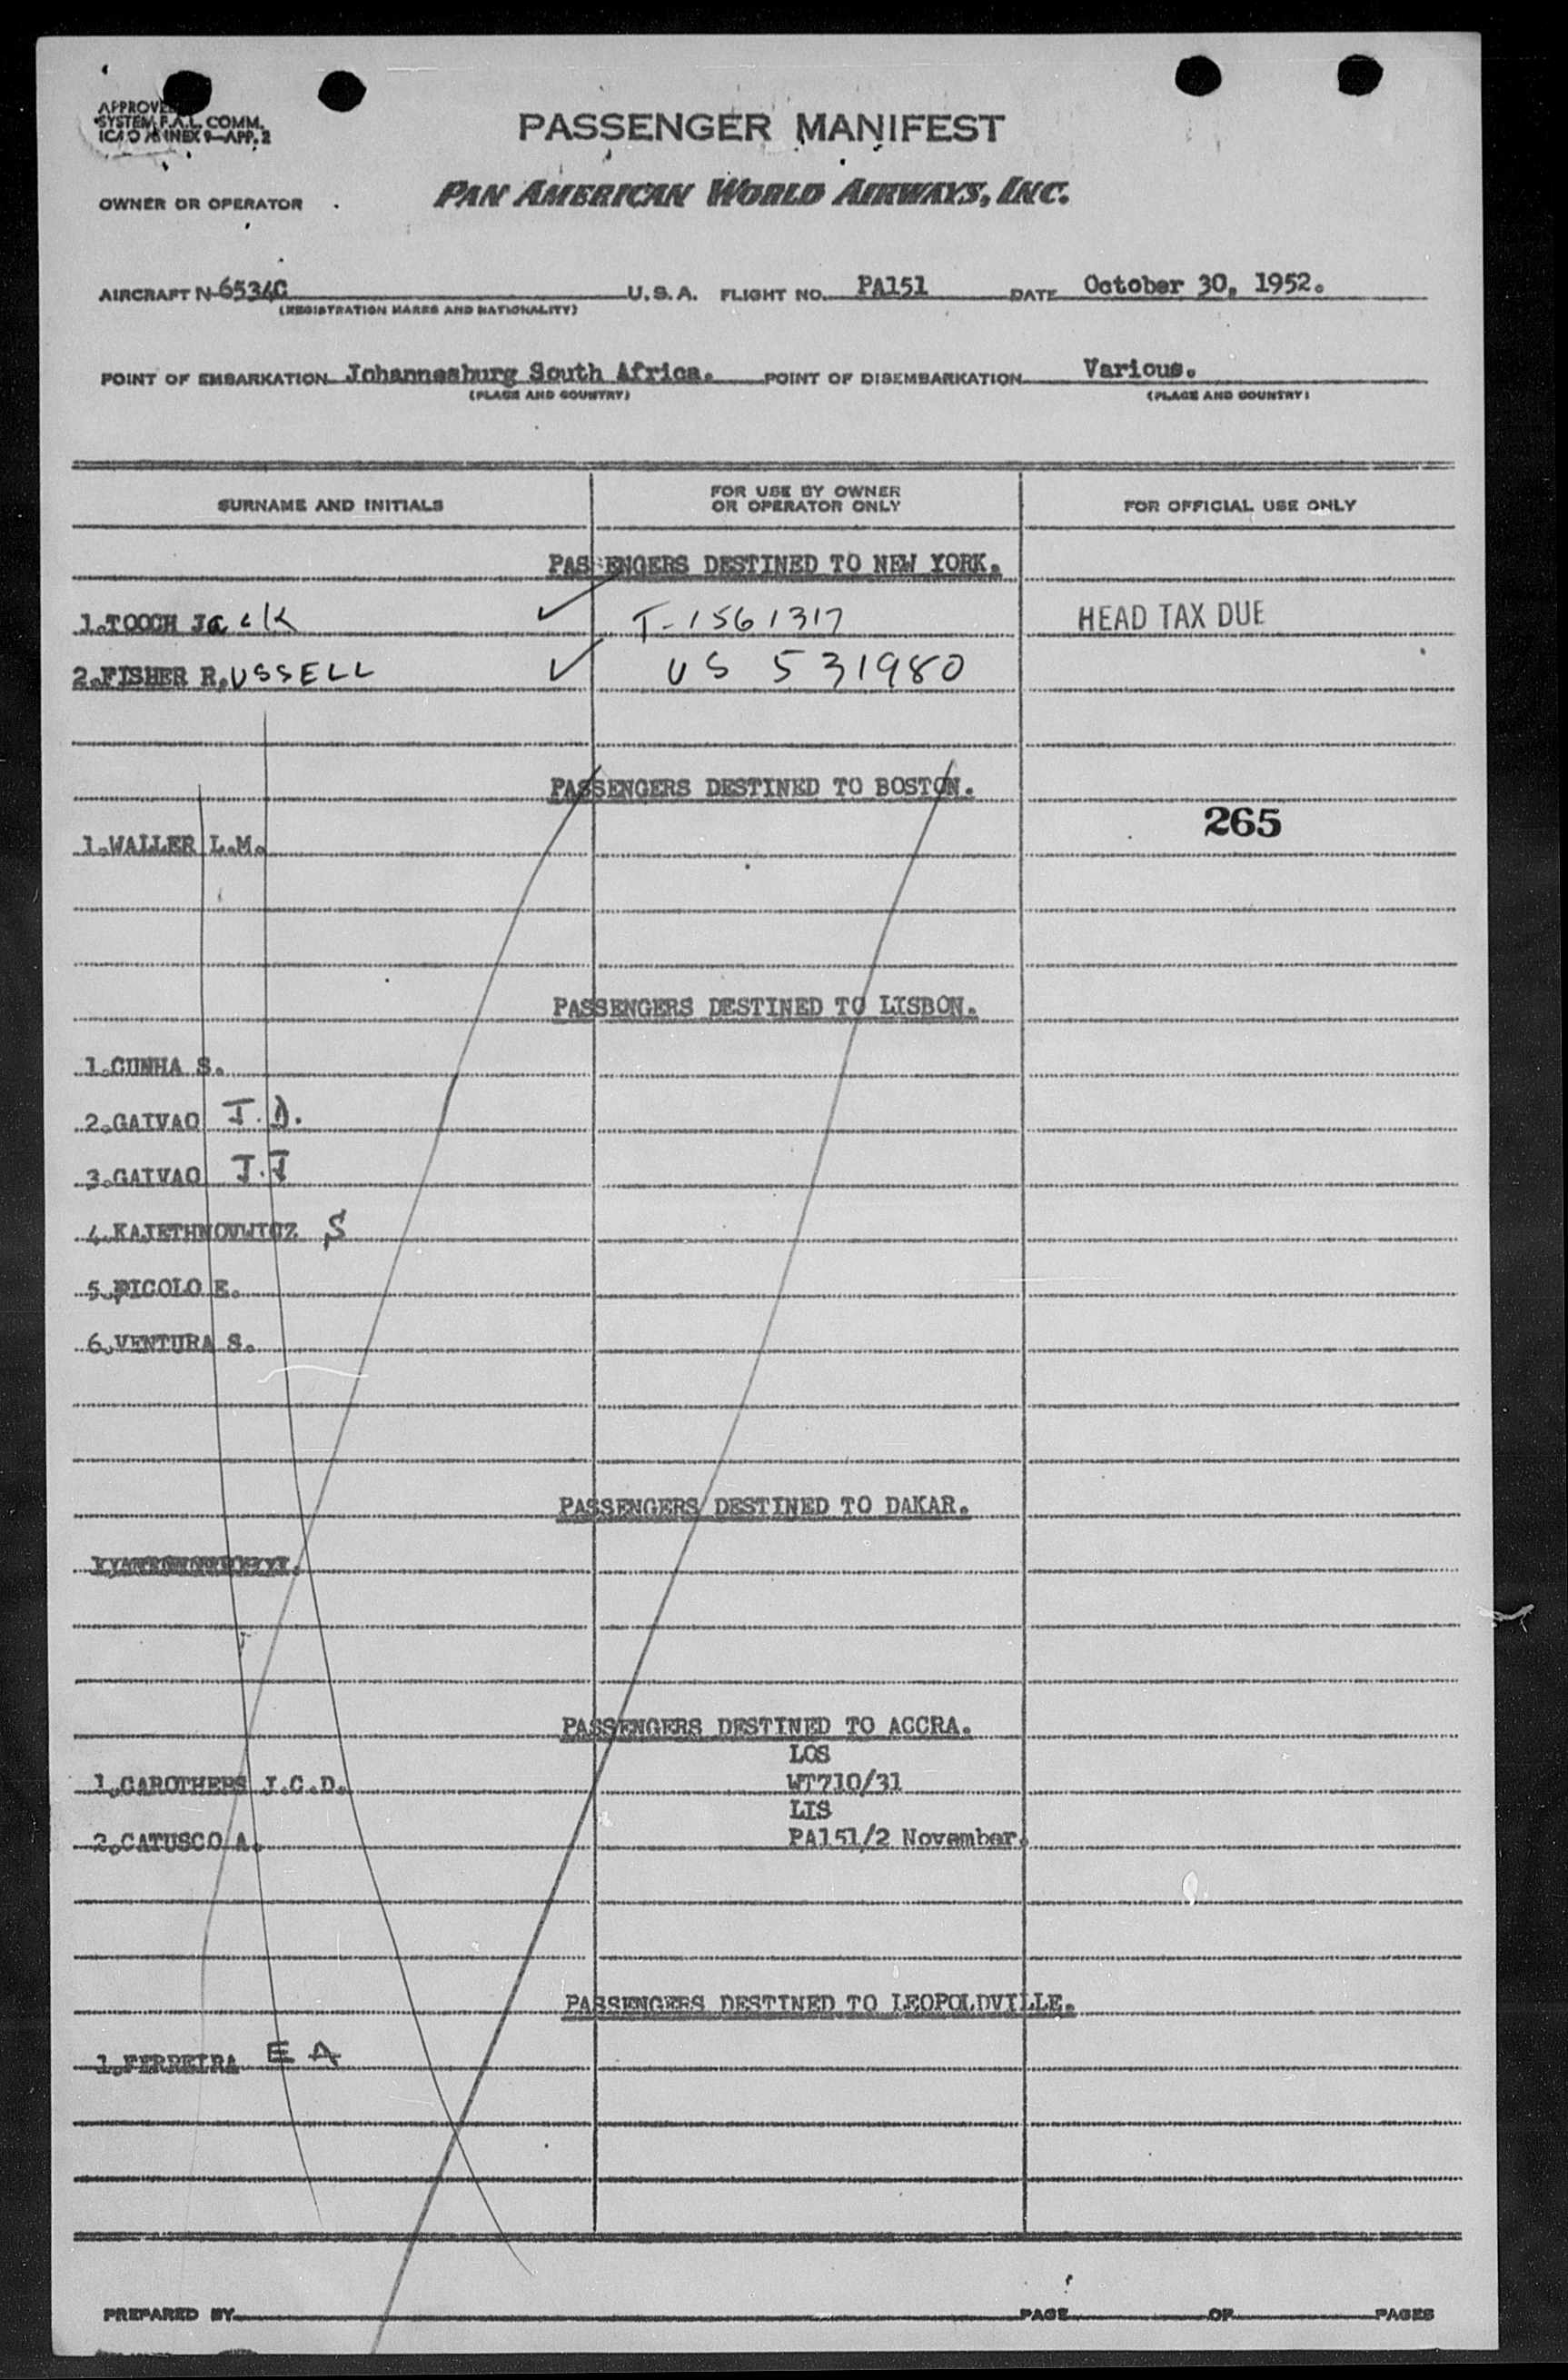 APPROVED
SYSTEM F.A.L. COMM.
ICAO ANNEX 9—APP. 2
PASSENGER MANIFEST
OWNER OR OPERATOR PAN AMERICAN WORLD AIRWAYS, INC.
AIRCRAFT N-6534C U.S.A. FLIGHT NO. PA151 DATE October 30, 1952.
(REGISTRATION MARKS AND NATIONALITY)
POINT OF EMBARKATION Johannesburg South Africa. POINT OF DISEMBARKATION Various.
(PLACE AND COUNTRY) (PLACE AND COUNTRY)
SURNAME AND INITIALS FOR USE BY OWNER OR OPERATOR ONLY FOR OFFICIAL USE ONLY
PASSENGERS DESTINED TO NEW YORK.
1.TOOCH Jack ✓ T-1561317 HEAD TAX DUE
2.FISHER R.USSELL ✓ US 531980
PASSENGERS DESTINED TO BOSTON.
265
1.WALLER L.M.
PASSENGERS DESTINED TO LISBON.
1.CUNHA S.
2.GAIVAO J.D.
3.GAIVAO J.J
4.KAJETHNOVWICZ S
5.PICOLO E.
6.VENTURA S.
PASSENGERS DESTINED TO DAKAR.
PASSENGERS DESTINED TO ACCRA.
LOS
1.CAROTHERS J.C.D. WT710/31
LIS
2.CATUSCO A. PA151/2 November.
PASSENGERS DESTINED TO LEOPOLDVILLE.
1.FERREIRA E A
PREPARED BY PAGE OF PAGES